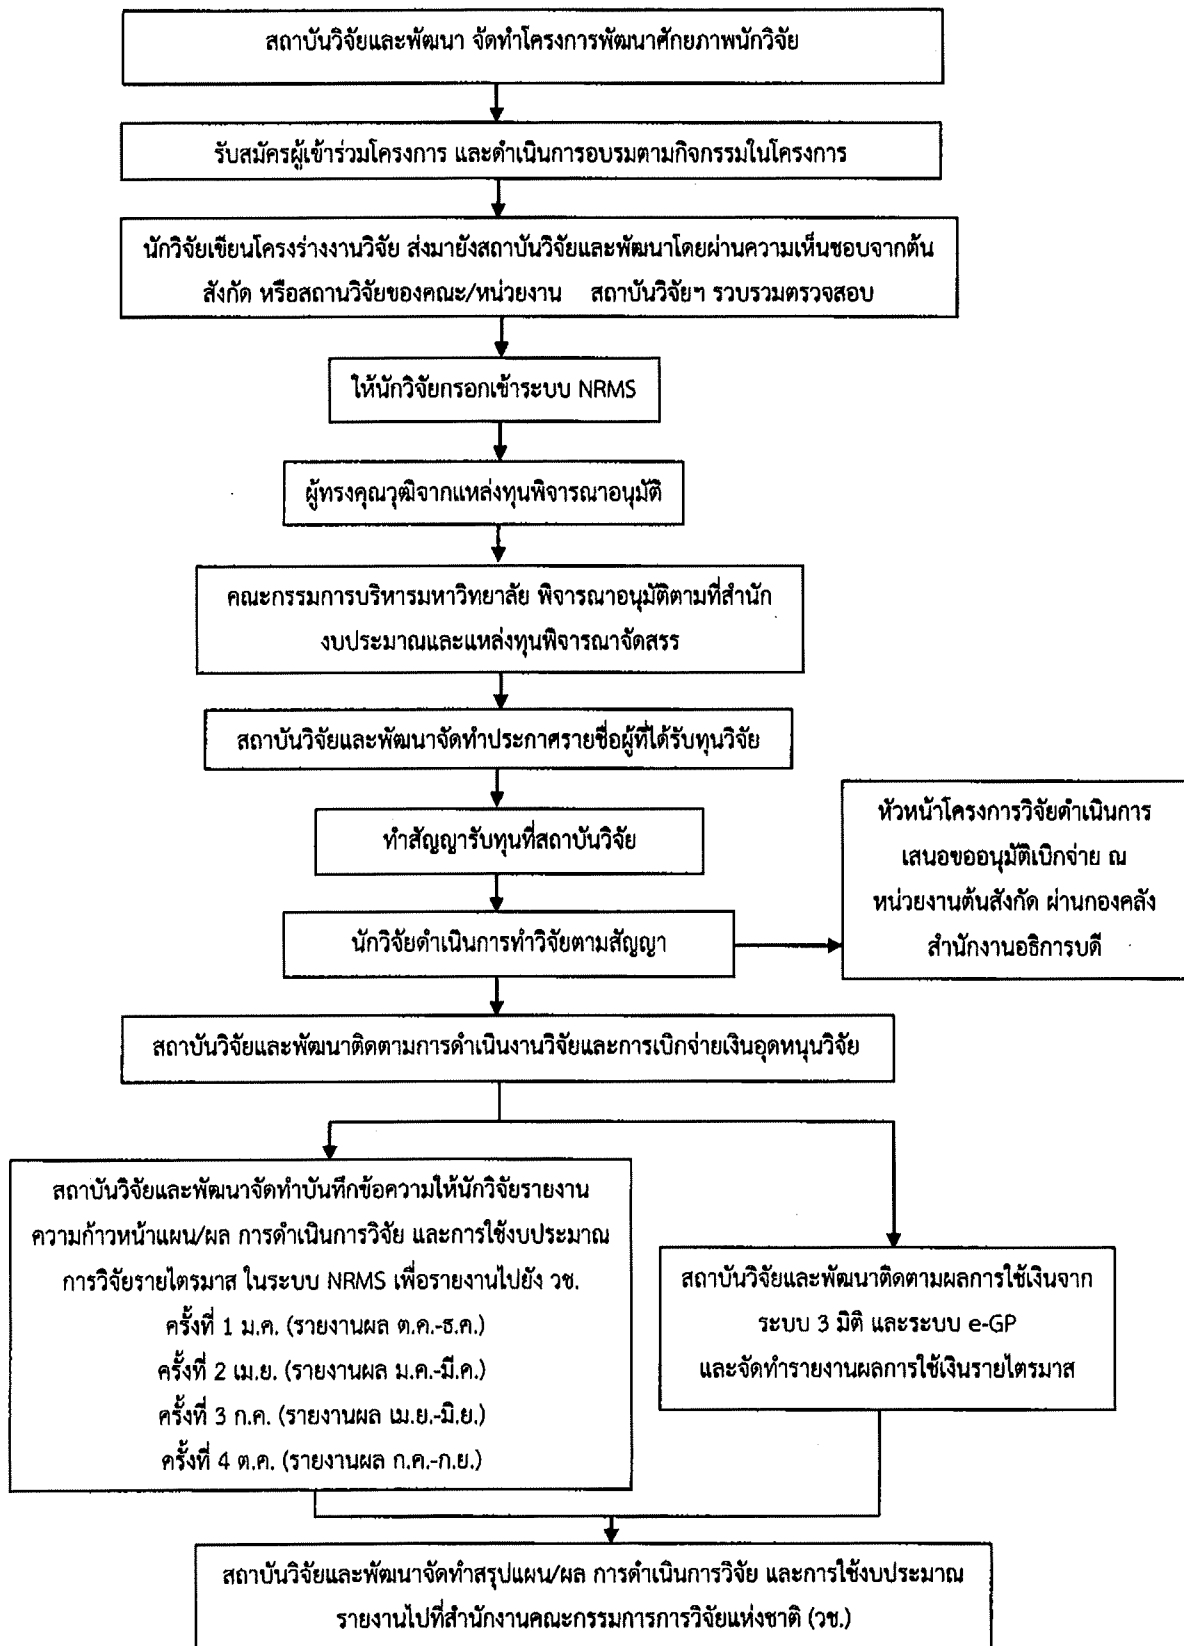 สถาบันวิจัยและพัฒนา จัดทำโครงการพัฒนาศักยภาพนักวิจัย
รับสมัครผู้เข้าร่วมโครงการ และดำเนินการอบรมตามกิจกรรมในโครงการ
นักวิจัยเขียนโครงร่างงานวิจัย ส่งมายังสถาบันวิจัยและพัฒนาโดยผ่านความเห็นชอบจากต้น
สังกัด หรือสถานวิจัยของคณะ/หน่วยงาน สถาบันวิจัยฯ รวบรวมตรวจสอบ
ให้นักวิจัยกรอกเข้าระบบ NRMS
ผู้ทรงคุณวุฒิจากแหล่งทุนพิจารณาอนุมัติ
คณะกรรมการบริหารมหาวิทยาลัย พิจารณาอนุมัติตามที่สำนัก
งบประมาณและแหล่งทุนพิจารณาจัดสรร
สถาบันวิจัยและพัฒนาจัดทำประกาศรายชื่อผู้ที่ได้รับทุนวิจัย
ทำสัญญารับทุนที่สถาบันวิจัย
นักวิจัยดำเนินการทำวิจัยตามสัญญา
หัวหน้าโครงการวิจัยดำเนินการ
เสนอขออนุมัติเบิกจ่าย ณ
หน่วยงานต้นสังกัด ผ่านกองคลัง
สำนักงานอธิการบดี
สถาบันวิจัยและพัฒนาติดตามการดำเนินงานวิจัยและการเบิกจ่ายเงินอุดหนุนวิจัย
สถาบันวิจัยและพัฒนาจัดทำบันทึกข้อความให้นักวิจัยรายงาน
ความก้าวหน้าแผน/ผล การดำเนินการวิจัย และการใช้งบประมาณ
การวิจัยรายไตรมาส ในระบบ NRMS เพื่อรายงานไปยัง วช.
ครั้งที่ 1 ม.ค. (รายงานผล ต.ค.-ธ.ค.)
ครั้งที่ 2 เม.ย. (รายงานผล ม.ค.-มี.ค.)
ครั้งที่ 3 ก.ค. (รายงานผล เม.ย.-มิ.ย.)
ครั้งที่ 4 ต.ค. (รายงานผล ก.ค.-ก.ย.)
สถาบันวิจัยและพัฒนาติดตามผลการใช้เงินจาก
ระบบ 3 มิติ และระบบ e-GP
และจัดทำรายงานผลการใช้เงินรายไตรมาส
สถาบันวิจัยและพัฒนาจัดทำสรุปแผน/ผล การดำเนินการวิจัย และการใช้งบประมาณ
รายงานไปที่สำนักงานคณะกรรมการการวิจัยแห่งชาติ (วช.)